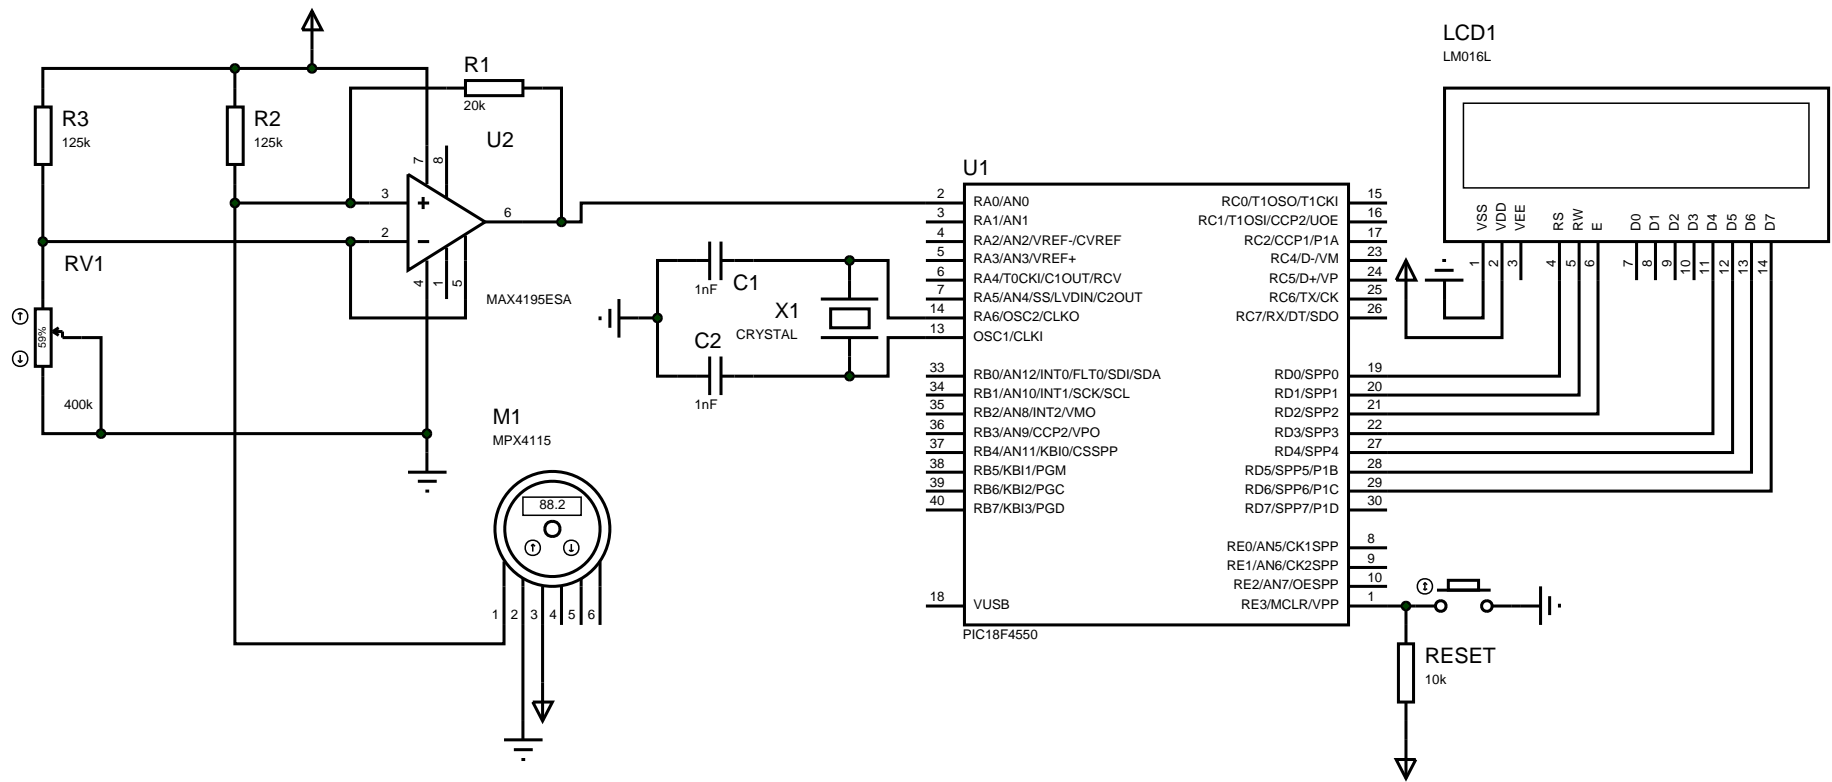 LCD1
LM016L
R1
20k
R3
125k
R2
125k
U2
7
8
3
2
6
4
1
5
MAX4195ESA
RV1
59%
400k
C1
1nF
C2
1nF
X1
CRYSTAL
M1
MPX4115
88.2
1 2 3 4 5 6
U1
2 RA0/AN0
3 RA1/AN1
4 RA2/AN2/VREF-/CVREF
5 RA3/AN3/VREF+
6 RA4/T0CKI/C1OUT/RCV
7 RA5/AN4/SS/LVDIN/C2OUT
14 RA6/OSC2/CLKO
13 OSC1/CLKI
33 RB0/AN12/INT0/FLT0/SDI/SDA
34 RB1/AN10/INT1/SCK/SCL
35 RB2/AN8/INT2/VMO
36 RB3/AN9/CCP2/VPO
37 RB4/AN11/KBI0/CSSPP
38 RB5/KBI1/PGM
39 RB6/KBI2/PGC
40 RB7/KBI3/PGD
18 VUSB
RC0/T1OSO/T1CKI 15
RC1/T1OSI/CCP2/UOE 16
RC2/CCP1/P1A 17
RC4/D-/VM 23
RC5/D+/VP 24
RC6/TX/CK 25
RC7/RX/DT/SDO 26
RD0/SPP0 19
RD1/SPP1 20
RD2/SPP2 21
RD3/SPP3 22
RD4/SPP4 27
RD5/SPP5/P1B 28
RD6/SPP6/P1C 29
RD7/SPP7/P1D 30
RE0/AN5/CK1SPP 8
RE1/AN6/CK2SPP 9
RE2/AN7/OESPP 10
RE3/MCLR/VPP 1
PIC18F4550
VSS VDD VEE RS RW E D0 D1 D2 D3 D4 D5 D6 D7
1 2 3 4 5 6 7 8 9 10 11 12 13 14
RESET
10k